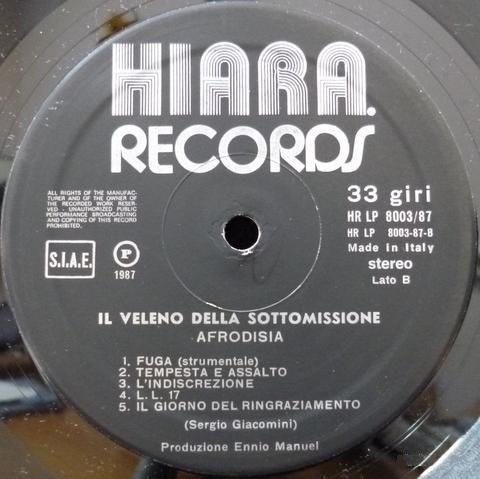 HIARA.
RECORDS
ALL RIGHTS OF THE MANUFAC-
TURER AND OF THE OWNER OF
THE RECORDED WORK RESER-
VED - UNAUTHORIZED PUBLIC
PERFORMANCE BROADCASTING
AND COPYING OF THIS RECORD
PROHIBITED.
33 giri
HR LP 8003/87
HR LP 8003-87-B
Made in Italy
stereo
Lato B
S.I.A.E.
P
1987
IL VELENO DELLA SOTTOMISSIONE
AFRODISIA
1. FUGA (strumentale)
2. TEMPESTA E ASSALTO
3. L'INDISCREZIONE
4. L. L. 17
5. IL GIORNO DEL RINGRAZIAMENTO
(Sergio Giacomini)
Produzione Ennio Manuel